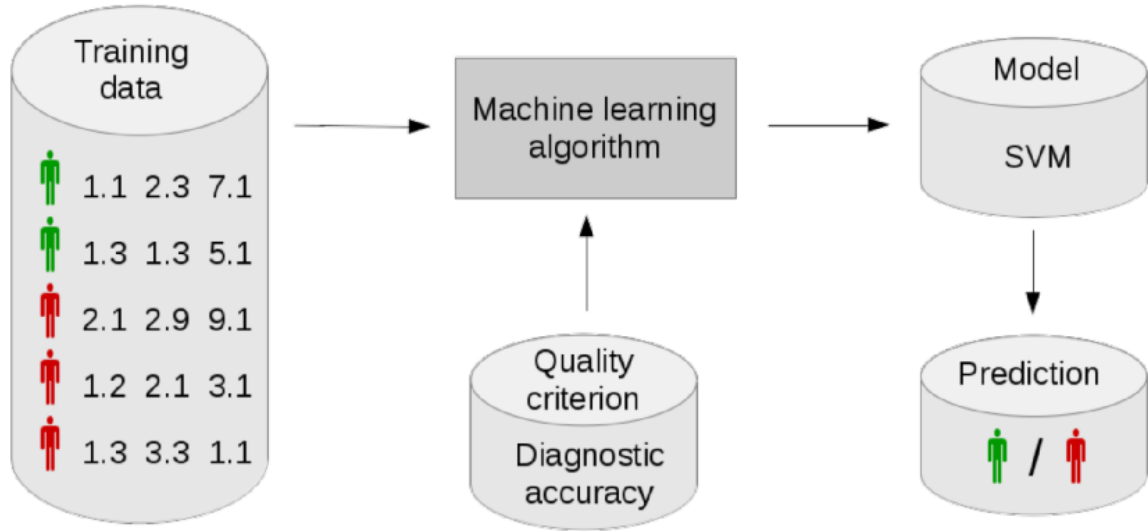 Training
data
1.1 2.3 7.1
1.3 1.3 5.1
2.1 2.9 9.1
1.2 2.1 3.1
1.3 3.3 1.1
Machine learning
algorithm
Quality
criterion
Diagnostic
accuracy
Model
SVM
Prediction
/